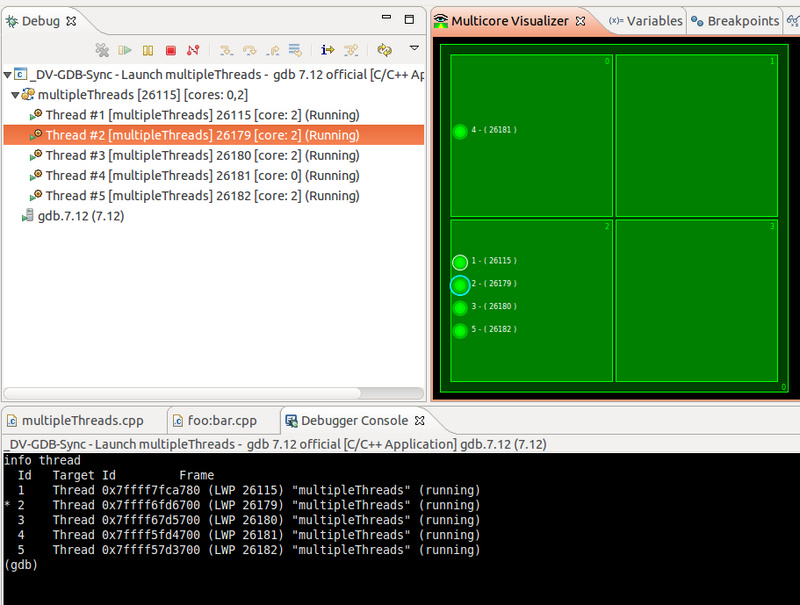 Debug
_DV-GDB-Sync - Launch multipleThreads - gdb 7.12 official [C/C++ Ap
multipleThreads [26115] [cores: 0,2]
Thread #1 [multipleThreads] 26115 [core: 2] (Running)
Thread #2 [multipleThreads] 26179 [core: 2] (Running)
Thread #3 [multipleThreads] 26180 [core: 2] (Running)
Thread #4 [multipleThreads] 26181 [core: 0] (Running)
Thread #5 [multipleThreads] 26182 [core: 2] (Running)
gdb.7.12 (7.12)
Multicore Visualizer
(x)= Variables
Breakpoints
0
1
4 - ( 26181 )
2
3
1 - ( 26115 )
2 - ( 26179 )
3 - ( 26180 )
5 - ( 26182 )
0
multipleThreads.cpp
foo:bar.cpp
Debugger Console
_DV-GDB-Sync - Launch multipleThreads - gdb 7.12 official [C/C++ Application] gdb.7.12 (7.12)
info thread
Id Target Id Frame
1 Thread 0x7ffff7fca780 (LWP 26115) "multipleThreads" (running)
* 2 Thread 0x7ffff6fd6700 (LWP 26179) "multipleThreads" (running)
3 Thread 0x7ffff67d5700 (LWP 26180) "multipleThreads" (running)
4 Thread 0x7ffff5fd4700 (LWP 26181) "multipleThreads" (running)
5 Thread 0x7ffff57d3700 (LWP 26182) "multipleThreads" (running)
(gdb)